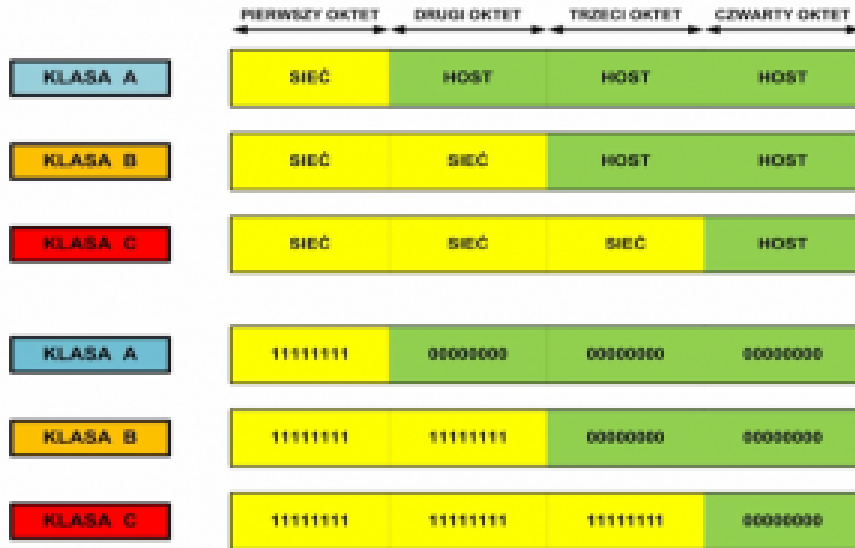 PIERWSZY OKTET DRUGI OKTET TRZECI OKTET CZWARTY OKTET
KLASA A SIEĆ HOST HOST HOST
KLASA B SIEĆ SIEĆ HOST HOST
KLASA C SIEĆ SIEĆ SIEĆ HOST
KLASA A 11111111 00000000 00000000 00000000
KLASA B 11111111 11111111 00000000 00000000
KLASA C 11111111 11111111 11111111 00000000